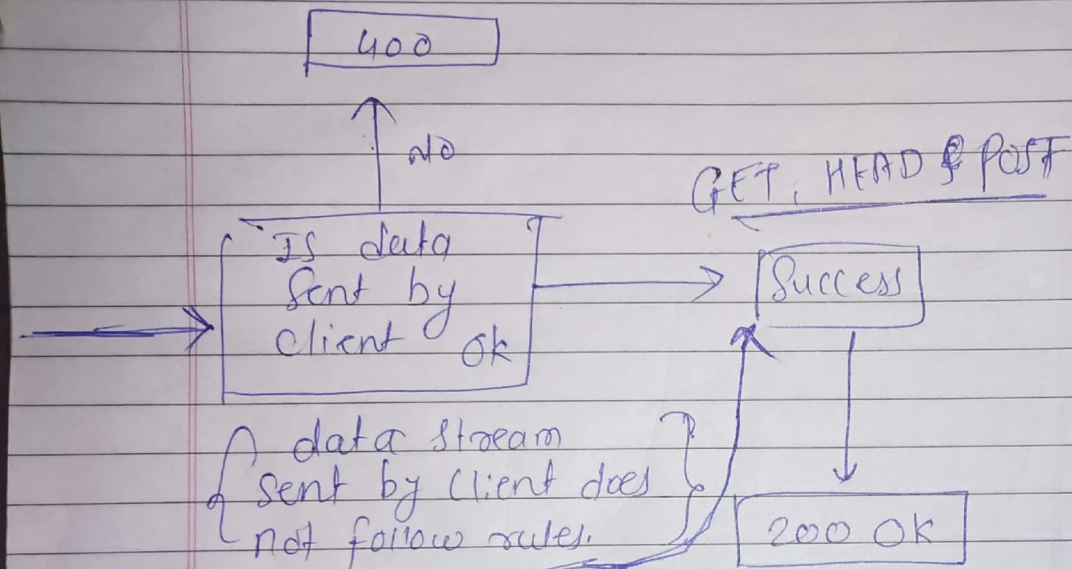 400
NO
GET, HEAD & POST
Is data
Sent by
Client Ok
Success
data stream
sent by Client does
not follow rules.
200 OK